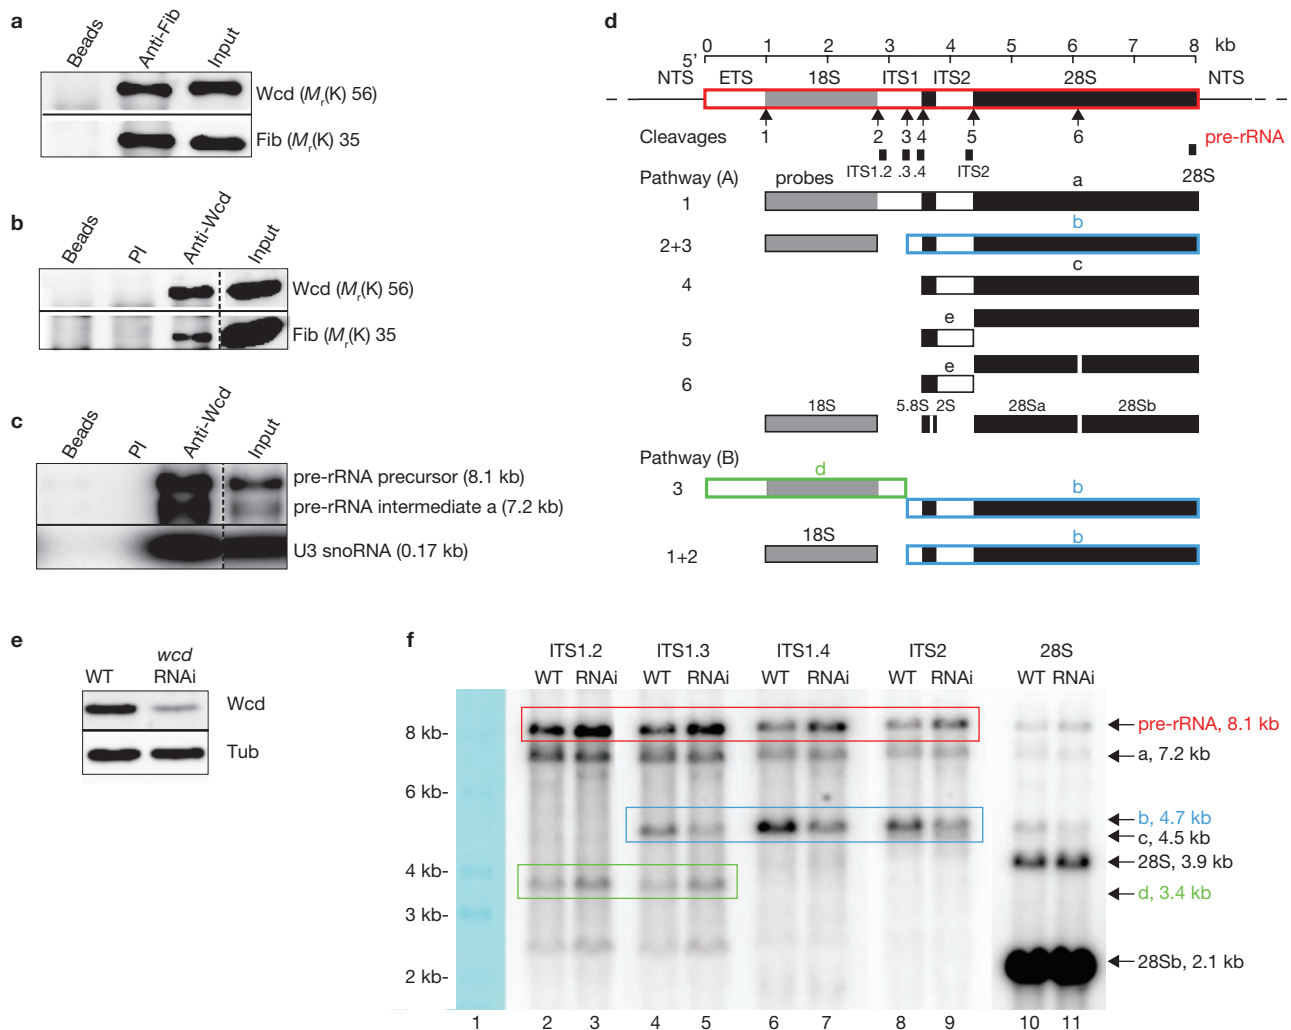 a
Beads
Anti-Fib
Input
Wcd (Mr(K) 56)
Fib (Mr(K) 35
b
Beads
PI
Anti-Wcd
Input
Wcd (Mr(K) 56)
Fib (Mr(K) 35
c
Beads
PI
Anti-Wcd
Input
pre-rRNA precursor (8.1 kb)
pre-rRNA intermediate a (7.2 kb)
U3 snoRNA (0.17 kb)
d
0 1 2 3 4 5 6 7 8 kb
5'
NTS ETS 18S ITS1 ITS2 28S NTS
Cleavages 1 2 3 4 5 6 pre-rRNA
ITS1.2 .3 .4 ITS2 28S
Pathway (A) probes a
1
b
2+3
c
4
e
5
e
6
18S 5.8S 2S 28Sa 28Sb
Pathway (B)
d
3
b
18S
1+2 b
e
WT wcd RNAi
Wcd
Tub
f
ITS1.2 ITS1.3 ITS1.4 ITS2 28S
WT RNAi WT RNAi WT RNAi WT RNAi WT RNAi
8 kb-
6 kb-
4 kb-
3 kb-
2 kb-
pre-rRNA, 8.1 kb
a, 7.2 kb
b, 4.7 kb
c, 4.5 kb
28S, 3.9 kb
d, 3.4 kb
28Sb, 2.1 kb
1 2 3 4 5 6 7 8 9 10 11